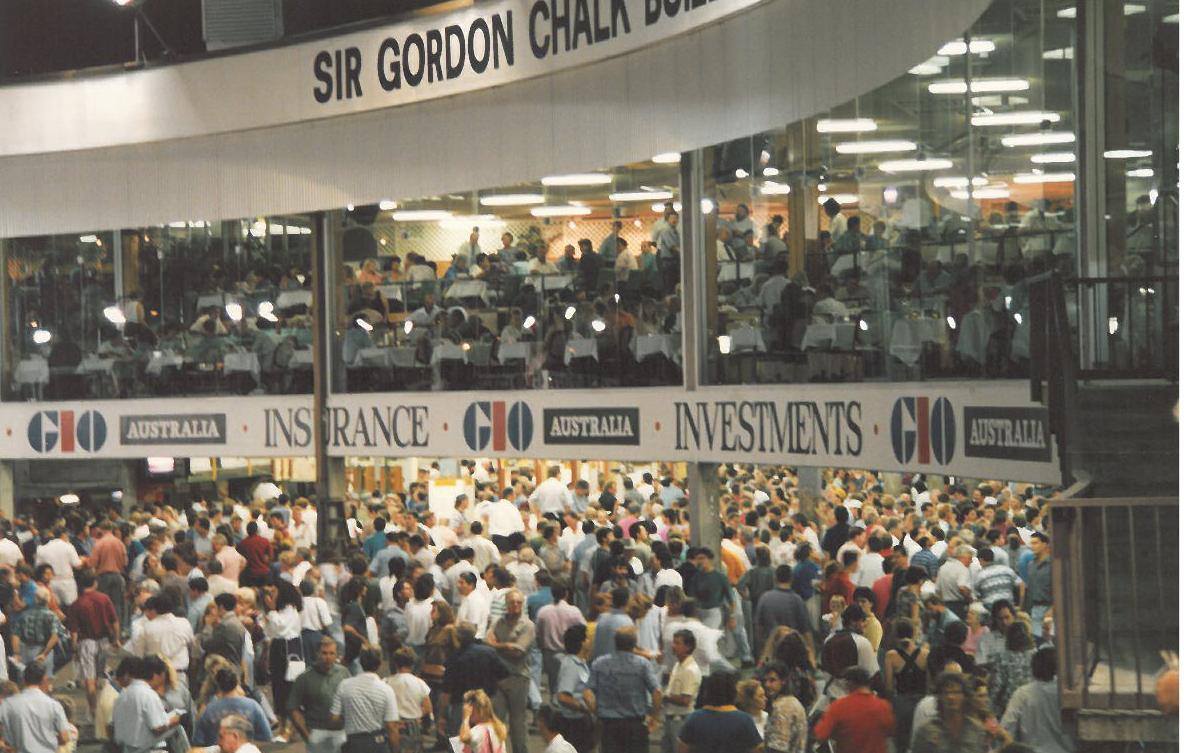 SIR GORDON CHALK
GIO AUSTRALIA · INSURANCE · GIO AUSTRALIA · INVESTMENTS · GIO AUSTRALIA